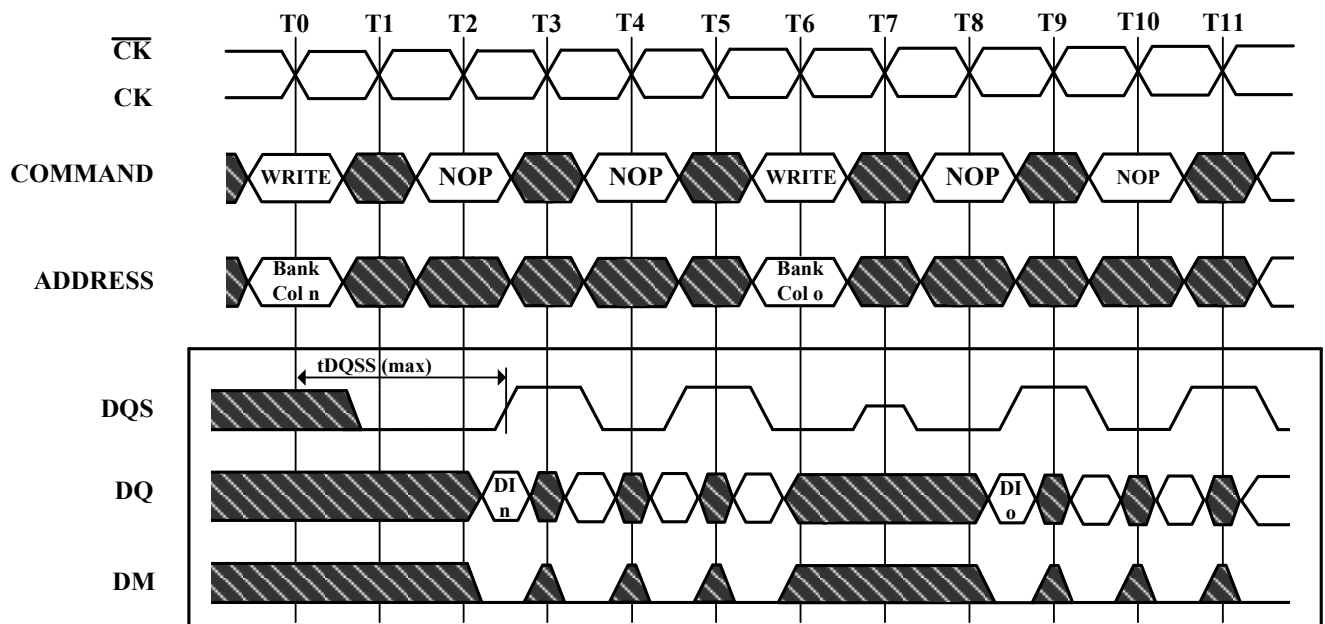 T0 T1 T2 T3 T4 T5 T6 T7 T8 T9 T10 T11
CK
CK
COMMAND WRITE NOP NOP WRITE NOP NOP
ADDRESS Bank Col n Bank Col o
tDQSS (max)
DQS
DQ DI n DI o
DM